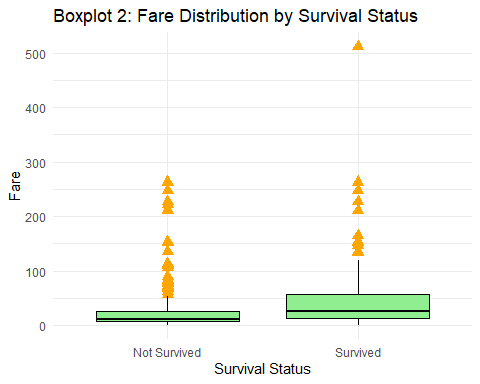 Boxplot 2: Fare Distribution by Survival Status
500
400
300
200
100
0
Fare
Not Survived
Survived
Survival Status